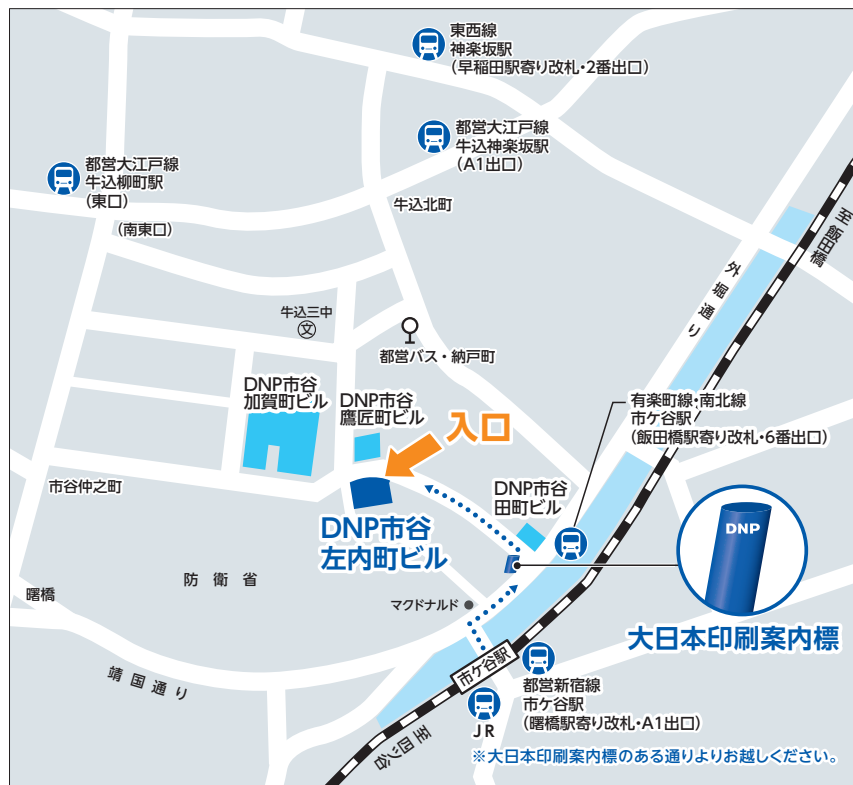 東西線
神楽坂駅
(早稲田駅寄り改札・2番出口)
都営大江戸線
牛込神楽坂駅
(A1出口)
都営大江戸線
牛込柳町駅
(東口)
(南東口)
牛込北町
至飯田橋
外堀通り
牛込三中
文
都営バス・納戸町
DNP市谷
加賀町ビル
DNP市谷
鷹匠町ビル
入口
有楽町線・南北線
市ケ谷駅
(飯田橋駅寄り改札・6番出口)
市谷仲之町
DNP市谷
左内町ビル
DNP市谷
田町ビル
DNP
大日本印刷案内標
防衛省
曙橋
マクドナルド
靖国通り
市ケ谷駅
都営新宿線
市ケ谷駅
(曙橋駅寄り改札・A1出口)
JR
至四ツ谷
※大日本印刷案内標のある通りよりお越しください。